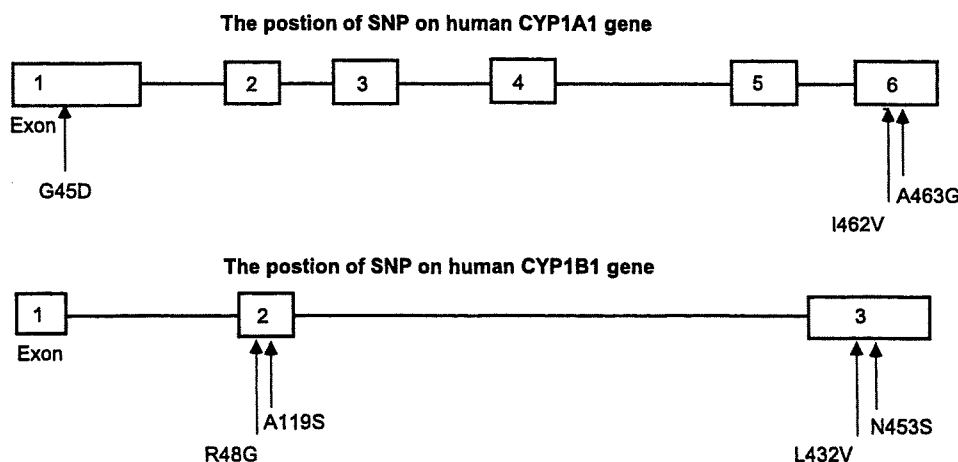 The postion of SNP on human CYP1A1 gene
1 2 3 4 5 6
Exon
G45D
A463G
I462V
The postion of SNP on human CYP1B1 gene
1 2 3
Exon
A119S
N453S
R48G
L432V